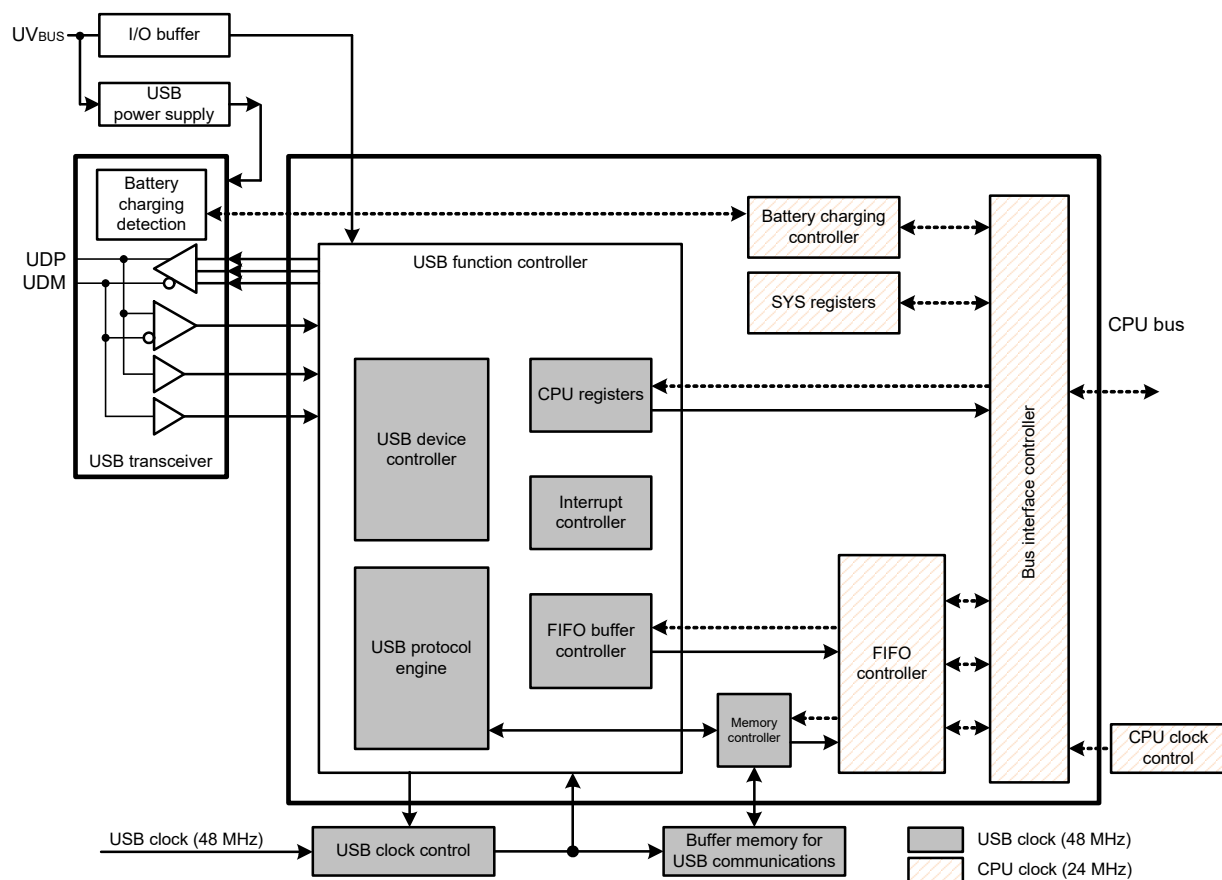 UVBUS
I/O buffer
USB
power supply
Battery
charging
detection
UDP
UDM
USB transceiver
USB function controller
Battery charging
controller
SYS registers
CPU bus
CPU registers
USB device
controller
Interrupt
controller
Bus interface controller
USB protocol
engine
FIFO buffer
controller
FIFO
controller
Memory
controller
CPU clock
control
USB clock (48 MHz)
USB clock control
Buffer memory for
USB communications
USB clock (48 MHz)
CPU clock (24 MHz)